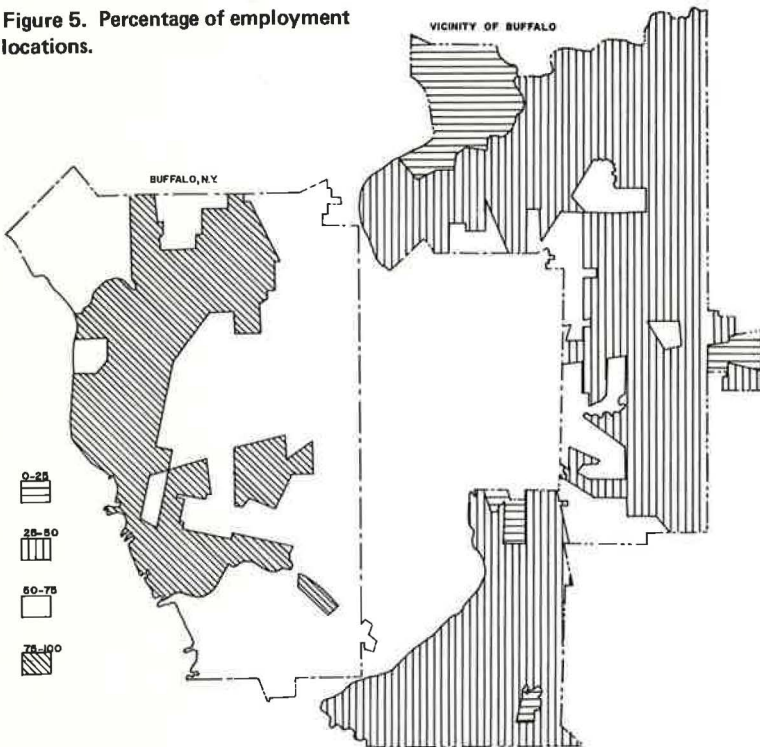 Figure 5. Percentage of employment
locations.
VICINITY OF BUFFALO
BUFFALO, N.Y.
0-25
25-50
50-75
75-100